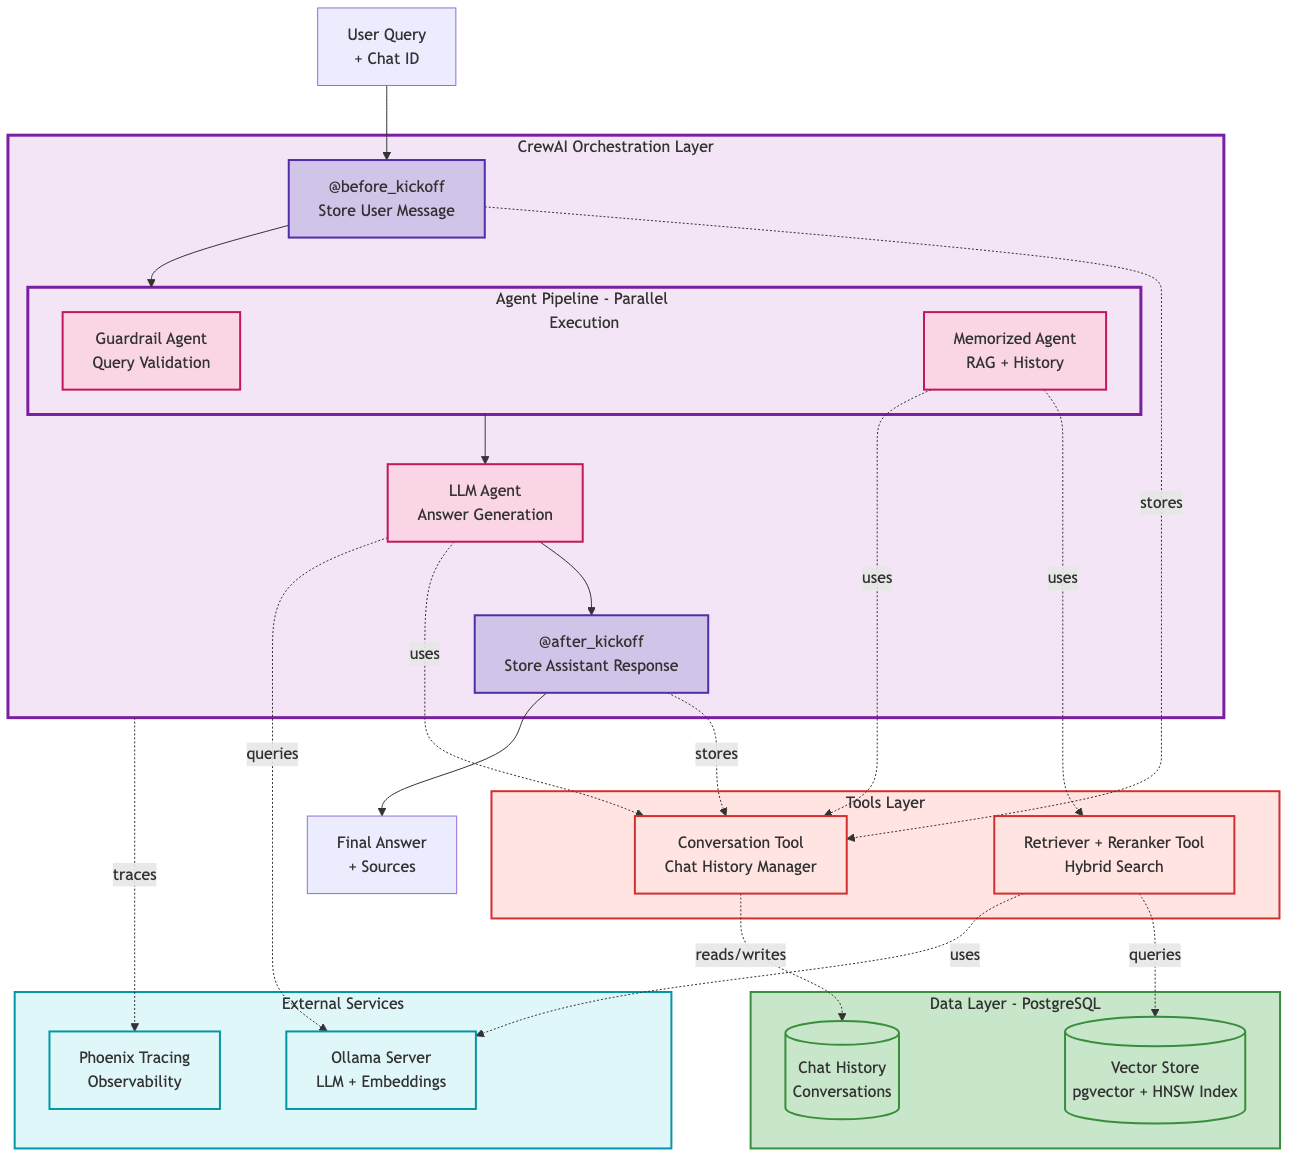 User Query
+ Chat ID
CrewAI Orchestration Layer
@before_kickoff
Store User Message
Agent Pipeline - Parallel
Execution
Guardrail Agent
Query Validation
Memorized Agent
RAG + History
LLM Agent
Answer Generation
stores
uses
uses
@after_kickoff
Store Assistant Response
uses
queries
stores
Tools Layer
Final Answer
+ Sources
Conversation Tool
Chat History Manager
Retriever + Reranker Tool
Hybrid Search
traces
reads/writes
uses
queries
External Services
Data Layer - PostgreSQL
Phoenix Tracing
Observability
Ollama Server
LLM + Embeddings
Chat History
Conversations
Vector Store
pgvector + HNSW Index